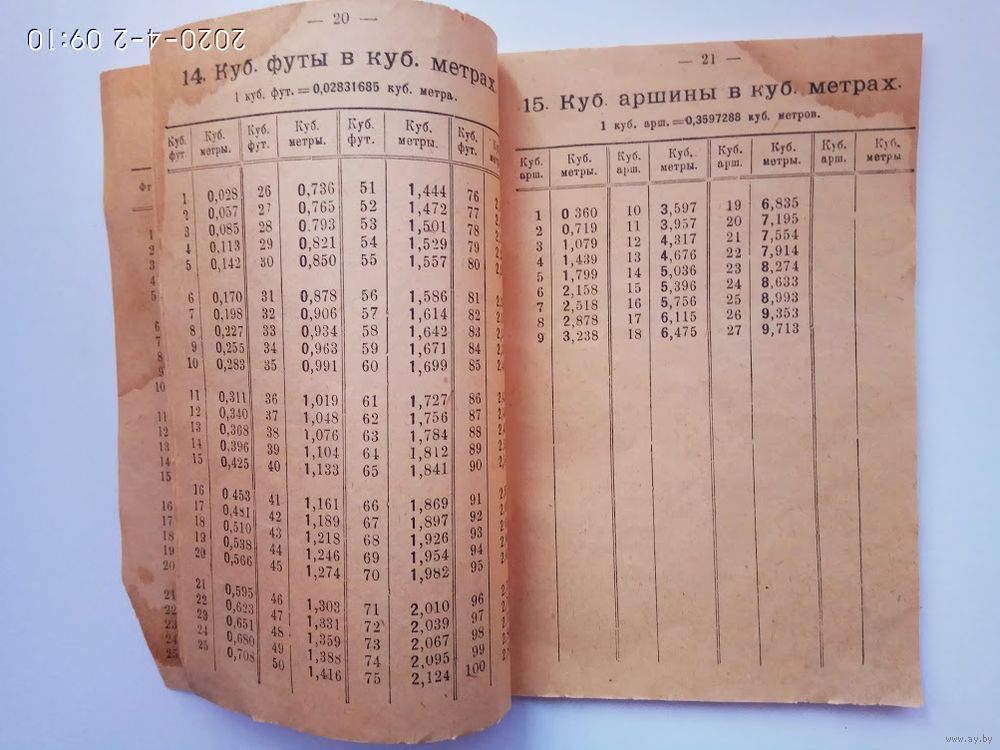 2020-4-2 09:10
— 20 —
14. Куб. футы в куб. метрах
1 куб. фут.=0,02831685 куб. метра.
Куб. фут Куб. метры. Куб. фут. Куб. метры. Куб. фут. Куб. метры. Куб. фут.
1 0,028 26 0,736 51 1,444 76
2 0,057 27 0,765 52 1,472 77
3 0,085 28 0.793 53 1,501 78
4 0,113 29 0,821 54 1,529 79
5 0,142 30 0,850 55 1,557 80
6 0,170 31 0,878 56 1,586 81
7 0,198 32 0,906 57 1,614 82
8 0,227 33 0,934 58 1,642 83
9 0,255 34 0,963 59 1,671 84
10 0,283 35 0,991 60 1,699 85
11 0,311 36 1,019 61 1,727 86
12 0,340 37 1,048 62 1,756 87
13 0,368 38 1,076 63 1,784 88
14 0,396 39 1,104 64 1,812 89
15 0,425 40 1,133 65 1,841 90
16 0 453 41 1,161 66 1,869 91
17 0,481 42 1,189 67 1,897 92
18 0,510 43 1,218 68 1,926 93
19 0,538 44 1,246 69 1,954 94
20 0,566 45 1,274 70 1,982 95
21 0,595 46 1,303 71 2,010 96
22 0,623 47 1,331 72 2,039 97
23 0,651 48 1,359 73 2,067 98
24 0,680 49 1,388 74 2,095 99
25 0,708 50 1,416 75 2,124 100
— 21 —
15. Куб. аршины в куб. метрах.
1 куб. арш.=0,3597288 куб. метров.
Куб. арш. Куб. метры. Куб. арш. Куб. метры. Куб. арш. Куб. метры. Куб. арш. Куб. метры.
1 0 360 10 3,597 19 6,835
2 0,719 11 3,957 20 7,195
3 1,079 12 4,317 21 7,554
4 1,439 13 4,676 22 7,914
5 1,799 14 5,036 23 8,274
6 2,158 15 5,396 24 8,633
7 2,518 16 5,756 25 8,993
8 2,878 17 6,115 26 9,353
9 3,238 18 6,475 27 9,713
www.ay.by